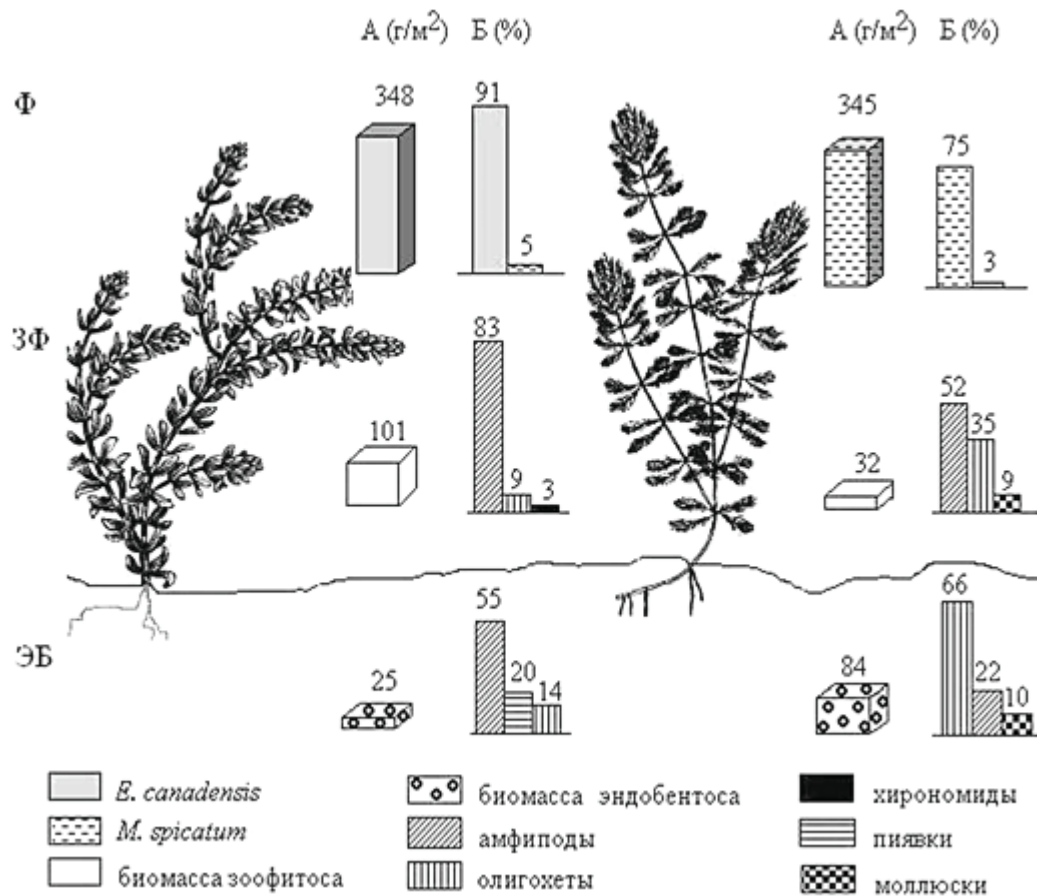 А (г/м²) Б (%) А (г/м²) Б (%)
Ф 348 91 5 345 75 3
ЗФ 101 83 9 3 32 52 35 9
ЭБ 25 55 20 14 84 66 22 10
E. canadensis биомасса эндобентоса хирономиды
M. spicatum амфиподы пиявки
биомасса зоофитоса олигохеты моллюски